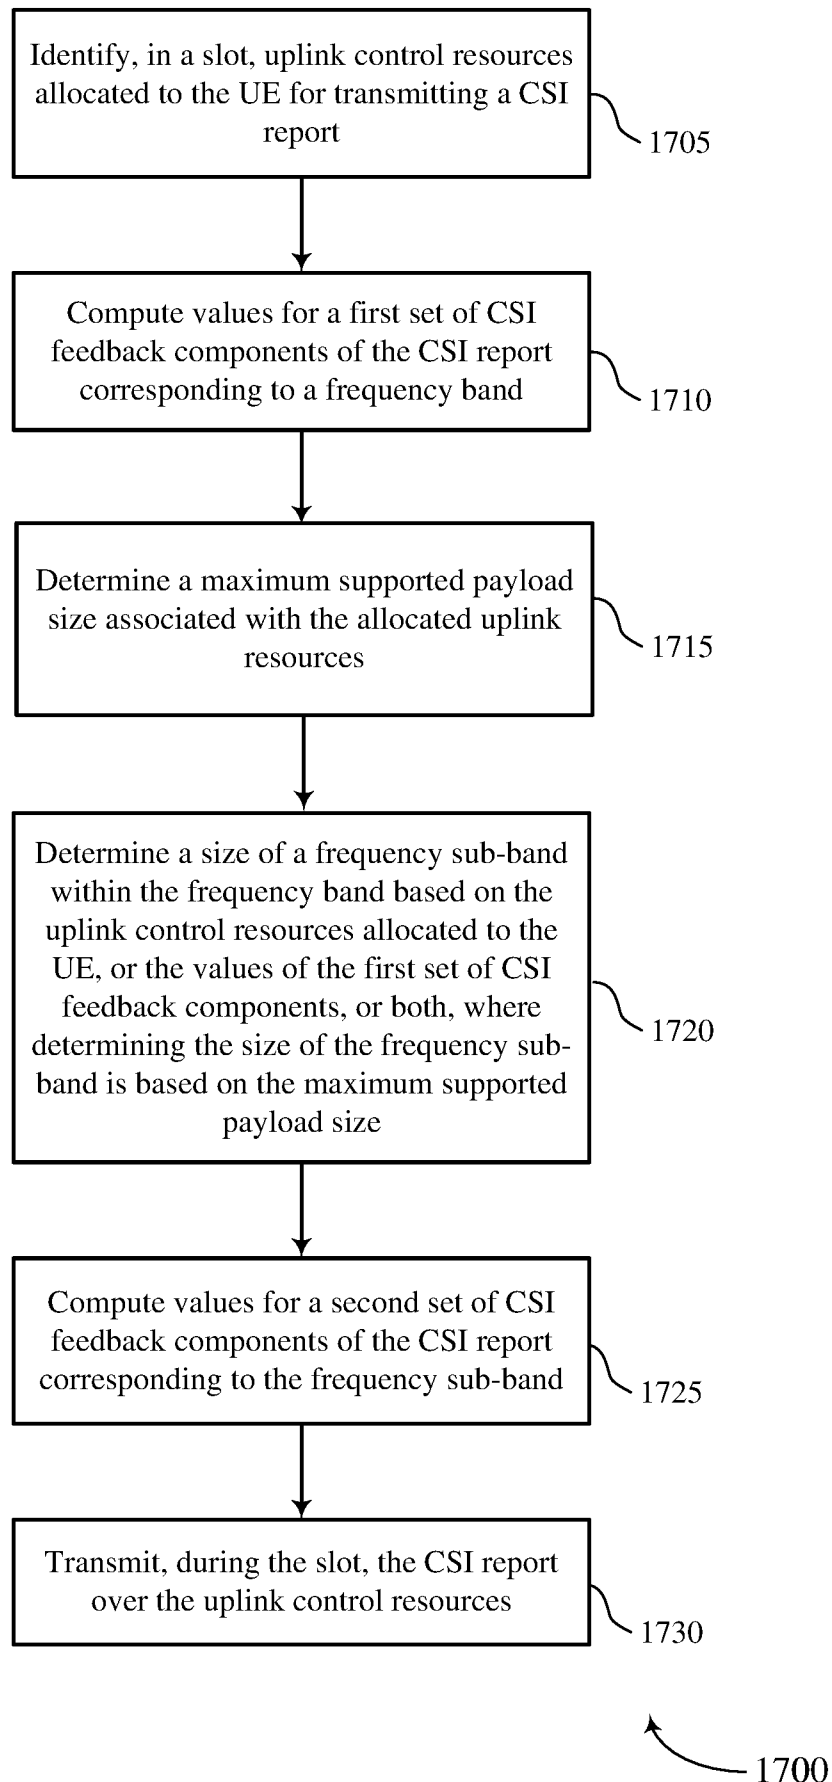 Identify, in a slot, uplink control resources
allocated to the UE for transmitting a CSI
report
1705
Compute values for a first set of CSI
feedback components of the CSI report
corresponding to a frequency band
1710
Determine a maximum supported payload
size associated with the allocated uplink
resources
1715
Determine a size of a frequency sub-band
within the frequency band based on the
uplink control resources allocated to the
UE, or the values of the first set of CSI
feedback components, or both, where
determining the size of the frequency sub-
band is based on the maximum supported
payload size
1720
Compute values for a second set of CSI
feedback components of the CSI report
corresponding to the frequency sub-band
1725
Transmit, during the slot, the CSI report
over the uplink control resources
1730
1700